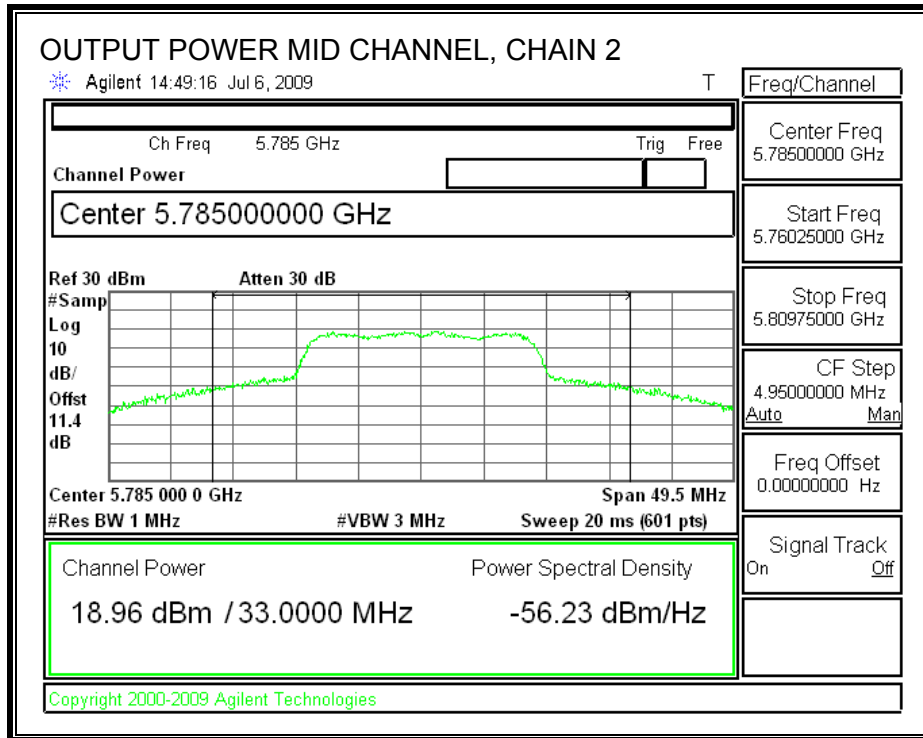 OUTPUT POWER MID CHANNEL, CHAIN 2
Agilent 14:49:16 Jul 6, 2009 T
Freq/Channel
Ch Freq 5.785 GHz Trig Free
Channel Power
Center 5.785000000 GHz
Ref 30 dBm Atten 30 dB
#Samp
Log
10
dB/
Offst
11.4
dB
Center 5.785 000 0 GHz Span 49.5 MHz
#Res BW 1 MHz #VBW 3 MHz Sweep 20 ms (601 pts)
Channel Power Power Spectral Density
18.96 dBm / 33.0000 MHz -56.23 dBm/Hz
Center Freq
5.78500000 GHz
Start Freq
5.76025000 GHz
Stop Freq
5.80975000 GHz
CF Step
4.95000000 MHz
Auto Man
Freq Offset
0.00000000 Hz
Signal Track
On Off
Copyright 2000-2009 Agilent Technologies